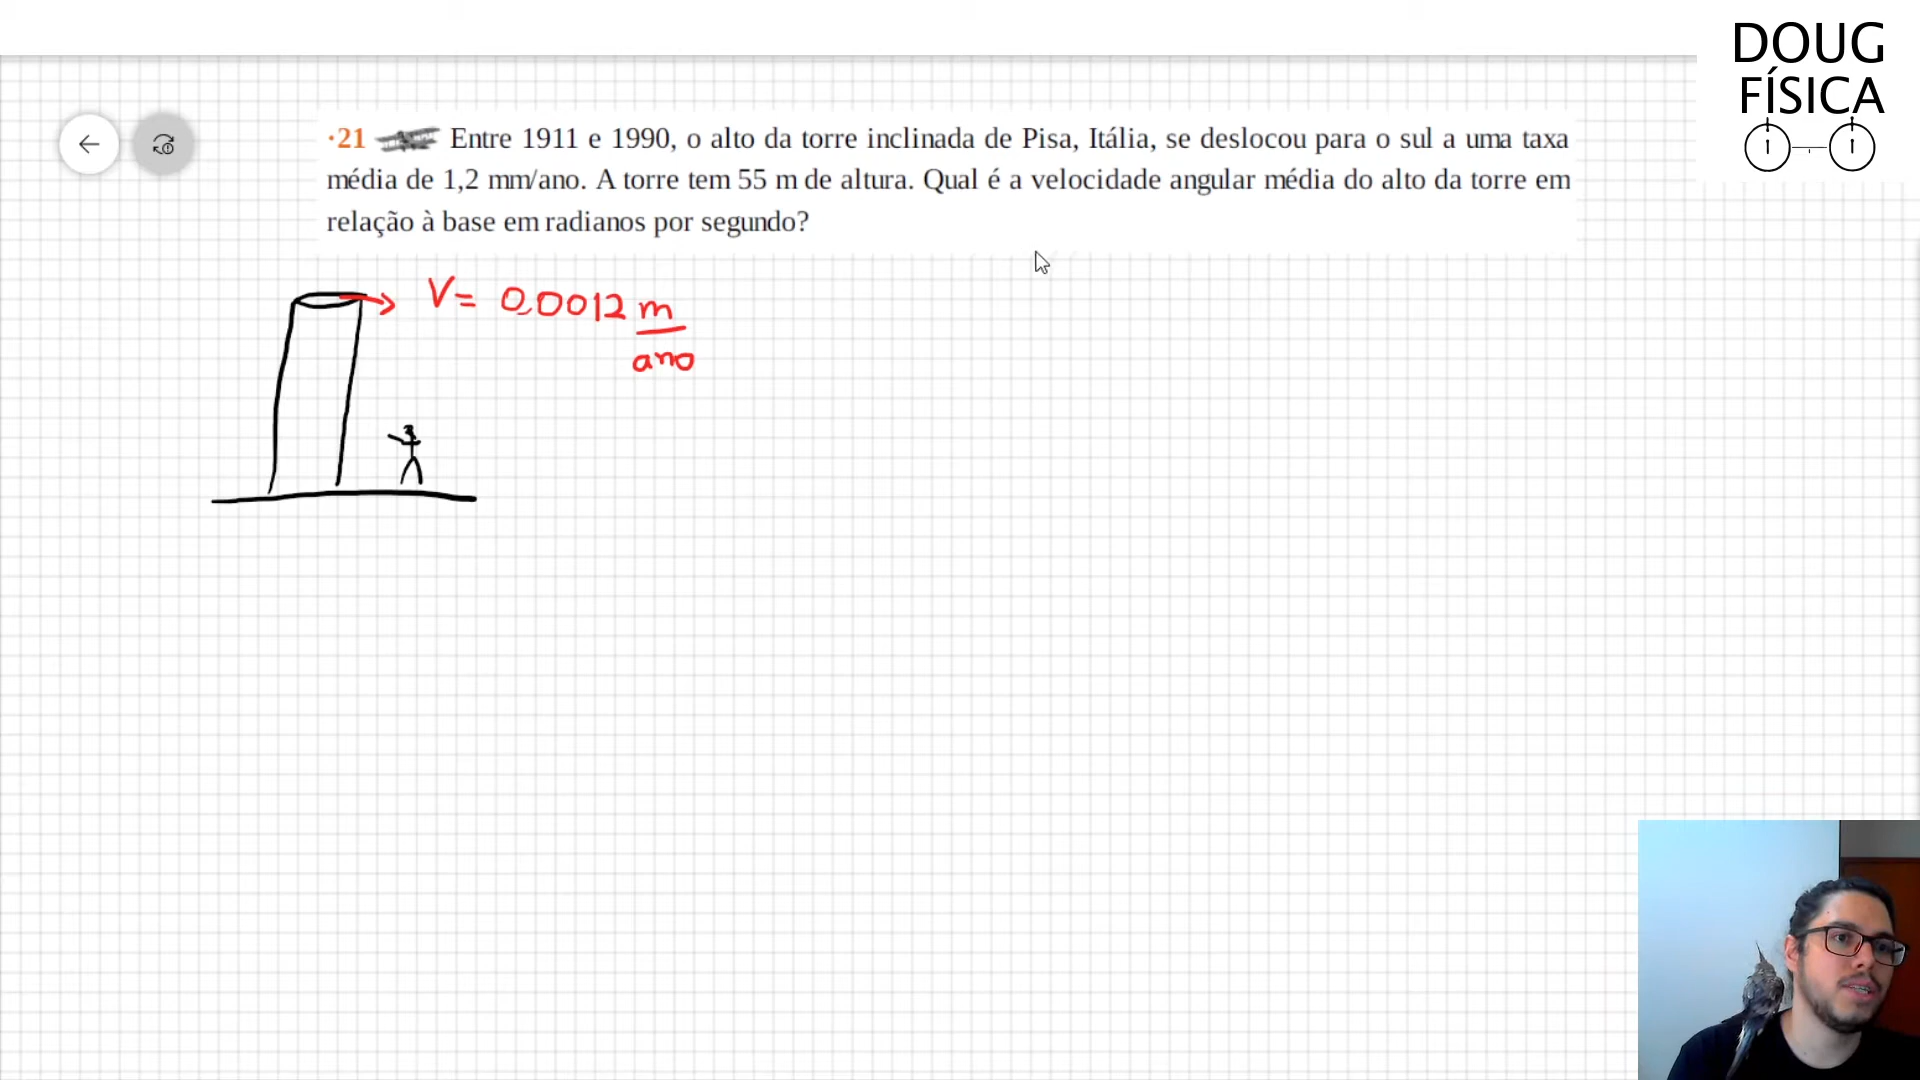 DOUG
FÍSICA
•21 Entre 1911 e 1990, o alto da torre inclinada de Pisa, Itália, se deslocou para o sul a uma taxa
média de 1,2 mm/ano. A torre tem 55 m de altura. Qual é a velocidade angular média do alto da torre em
relação à base em radianos por segundo?
V= 0,0012 m
ano